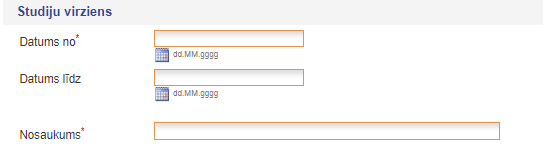 Studiju virziens
Datums no*
dd.MM.gggg
Datums līdz
dd.MM.gggg
Nosaukums*